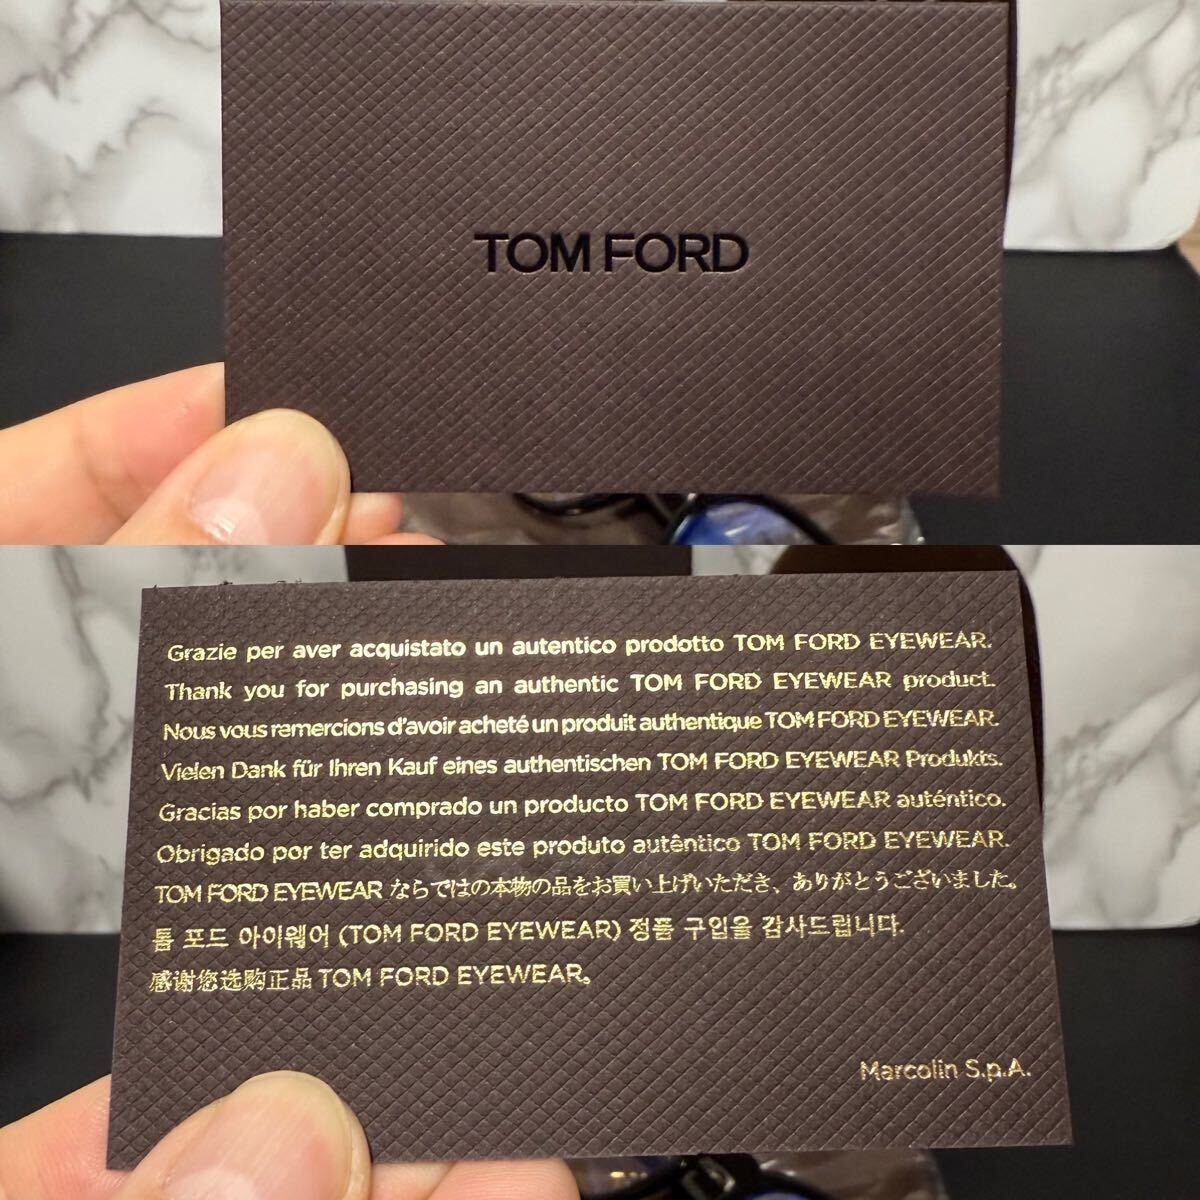 TOM FORD
Grazie per aver acquistato un autentico prodotto TOM FORD EYEWEAR.
Thank you for purchasing an authentic TOM FORD EYEWEAR product.
Nous vous remercions d'avoir acheté un produit authentique TOM FORD EYEWEAR.
Vielen Dank für Ihren Kauf eines authentischen TOM FORD EYEWEAR Produkts.
Gracias por haber comprado un producto TOM FORD EYEWEAR auténtico.
Obrigado por ter adquirido este produto autêntico TOM FORD EYEWEAR.
TOM FORD EYEWEAR ならではの本物の品をお買い上げいただき、ありがとうございました。
톰 포드 아이웨어 (TOM FORD EYEWEAR) 정품 구입을 감사드립니다.
感谢您选购正品 TOM FORD EYEWEAR。
Marcolin S.p.A.